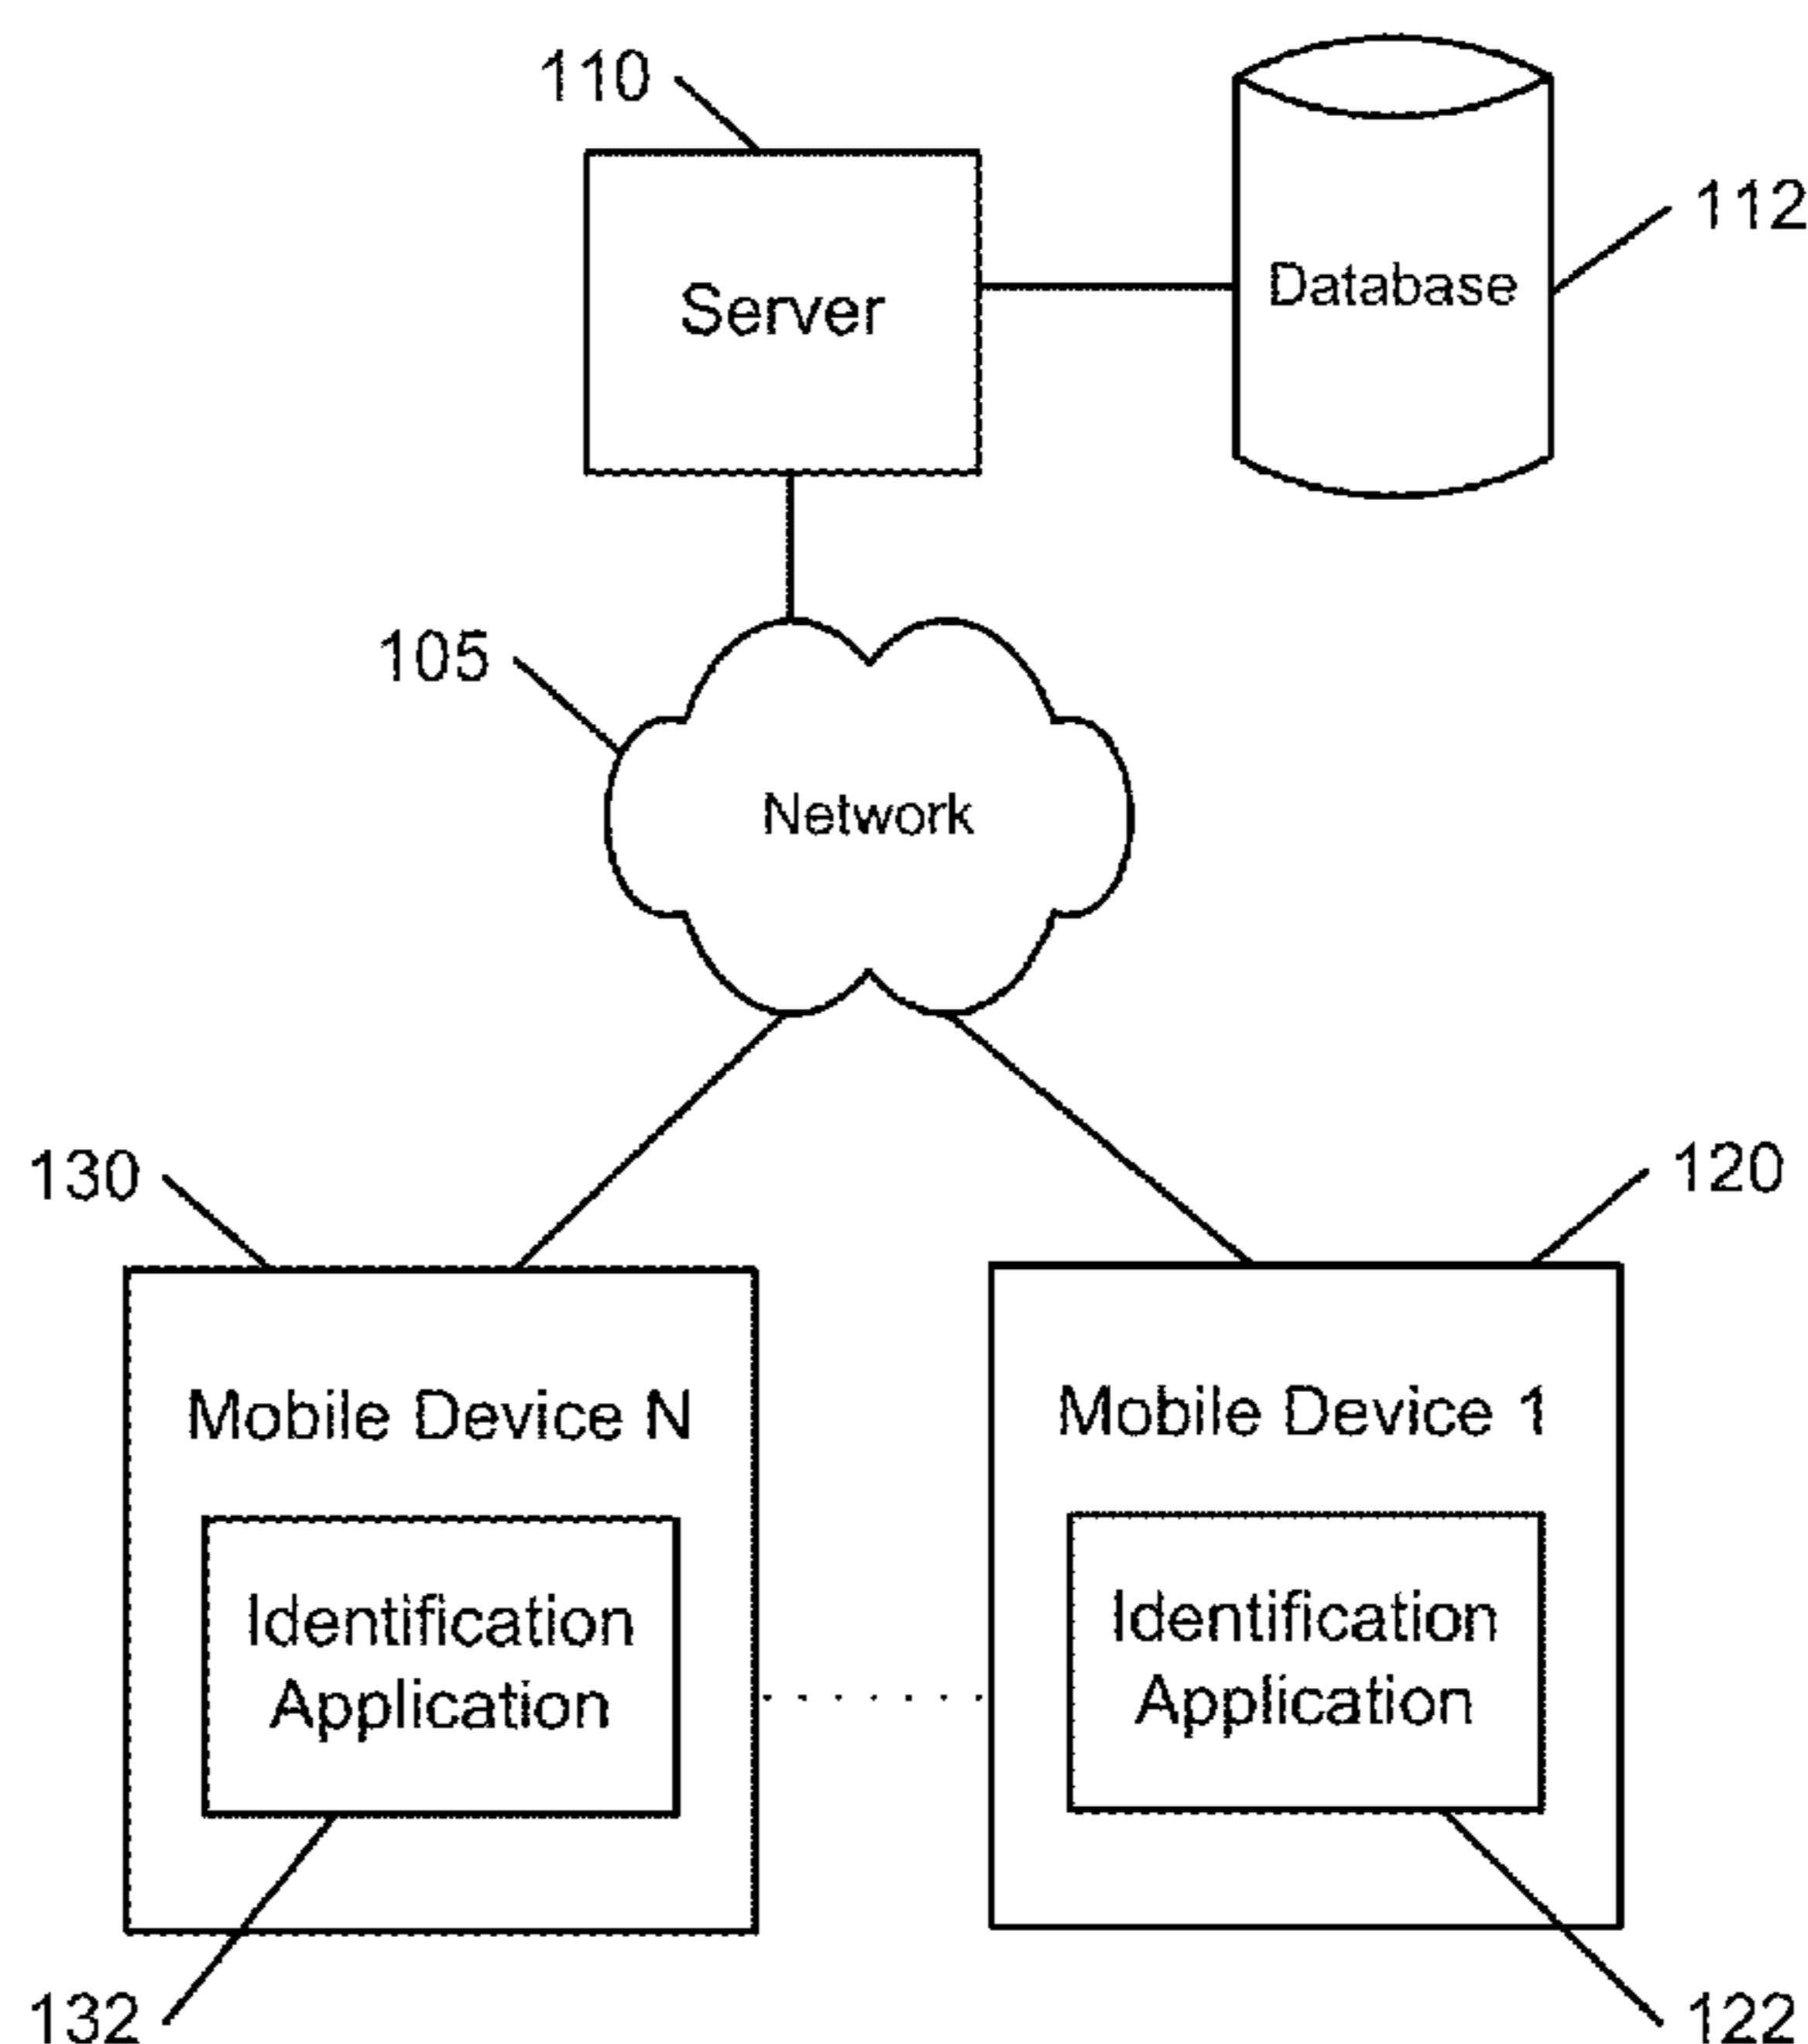 110
112
Server
Database
105
Network
130
120
Mobile Device N
Mobile Device 1
Identification
Application
Identification
Application
132
122